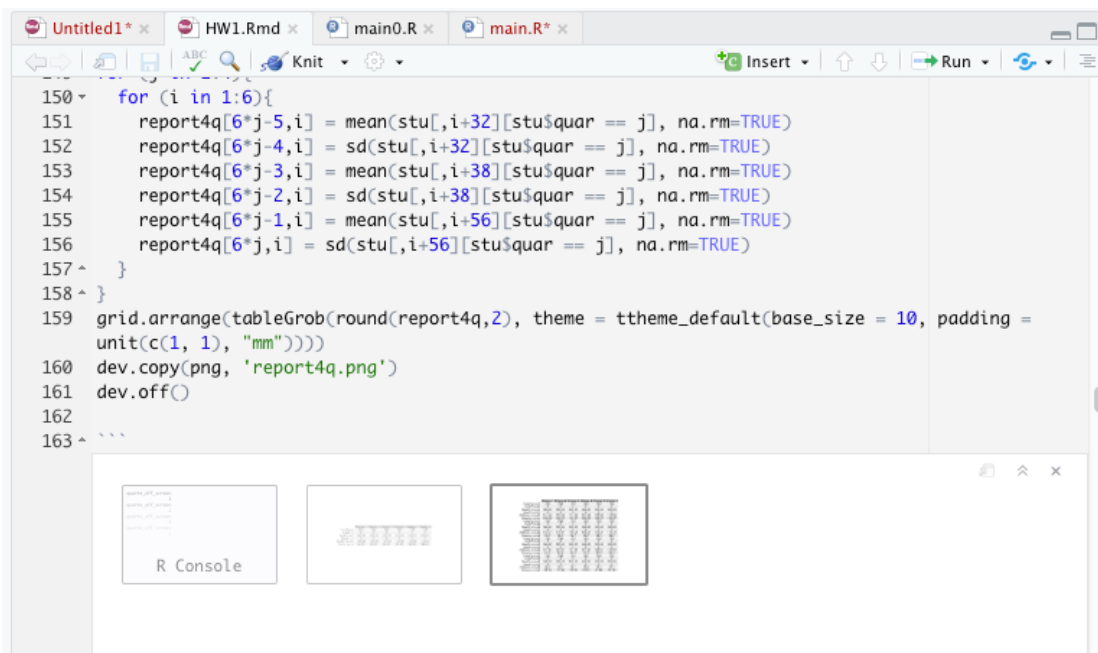 Untitled1* HW1.Rmd main0.R main.R*
ABC Knit Insert Run
150 for (i in 1:6){
151 report4q[6*j-5,i] = mean(stu[,i+32][stu$quar == j], na.rm=TRUE)
152 report4q[6*j-4,i] = sd(stu[,i+32][stu$quar == j], na.rm=TRUE)
153 report4q[6*j-3,i] = mean(stu[,i+38][stu$quar == j], na.rm=TRUE)
154 report4q[6*j-2,i] = sd(stu[,i+38][stu$quar == j], na.rm=TRUE)
155 report4q[6*j-1,i] = mean(stu[,i+56][stu$quar == j], na.rm=TRUE)
156 report4q[6*j,i] = sd(stu[,i+56][stu$quar == j], na.rm=TRUE)
157 }
158 }
159 grid.arrange(tableGrob(round(report4q,2), theme = ttheme_default(base_size = 10, padding =
unit(c(1, 1), "mm"))))
160 dev.copy(png, 'report4q.png')
161 dev.off()
162
163 ```
R Console